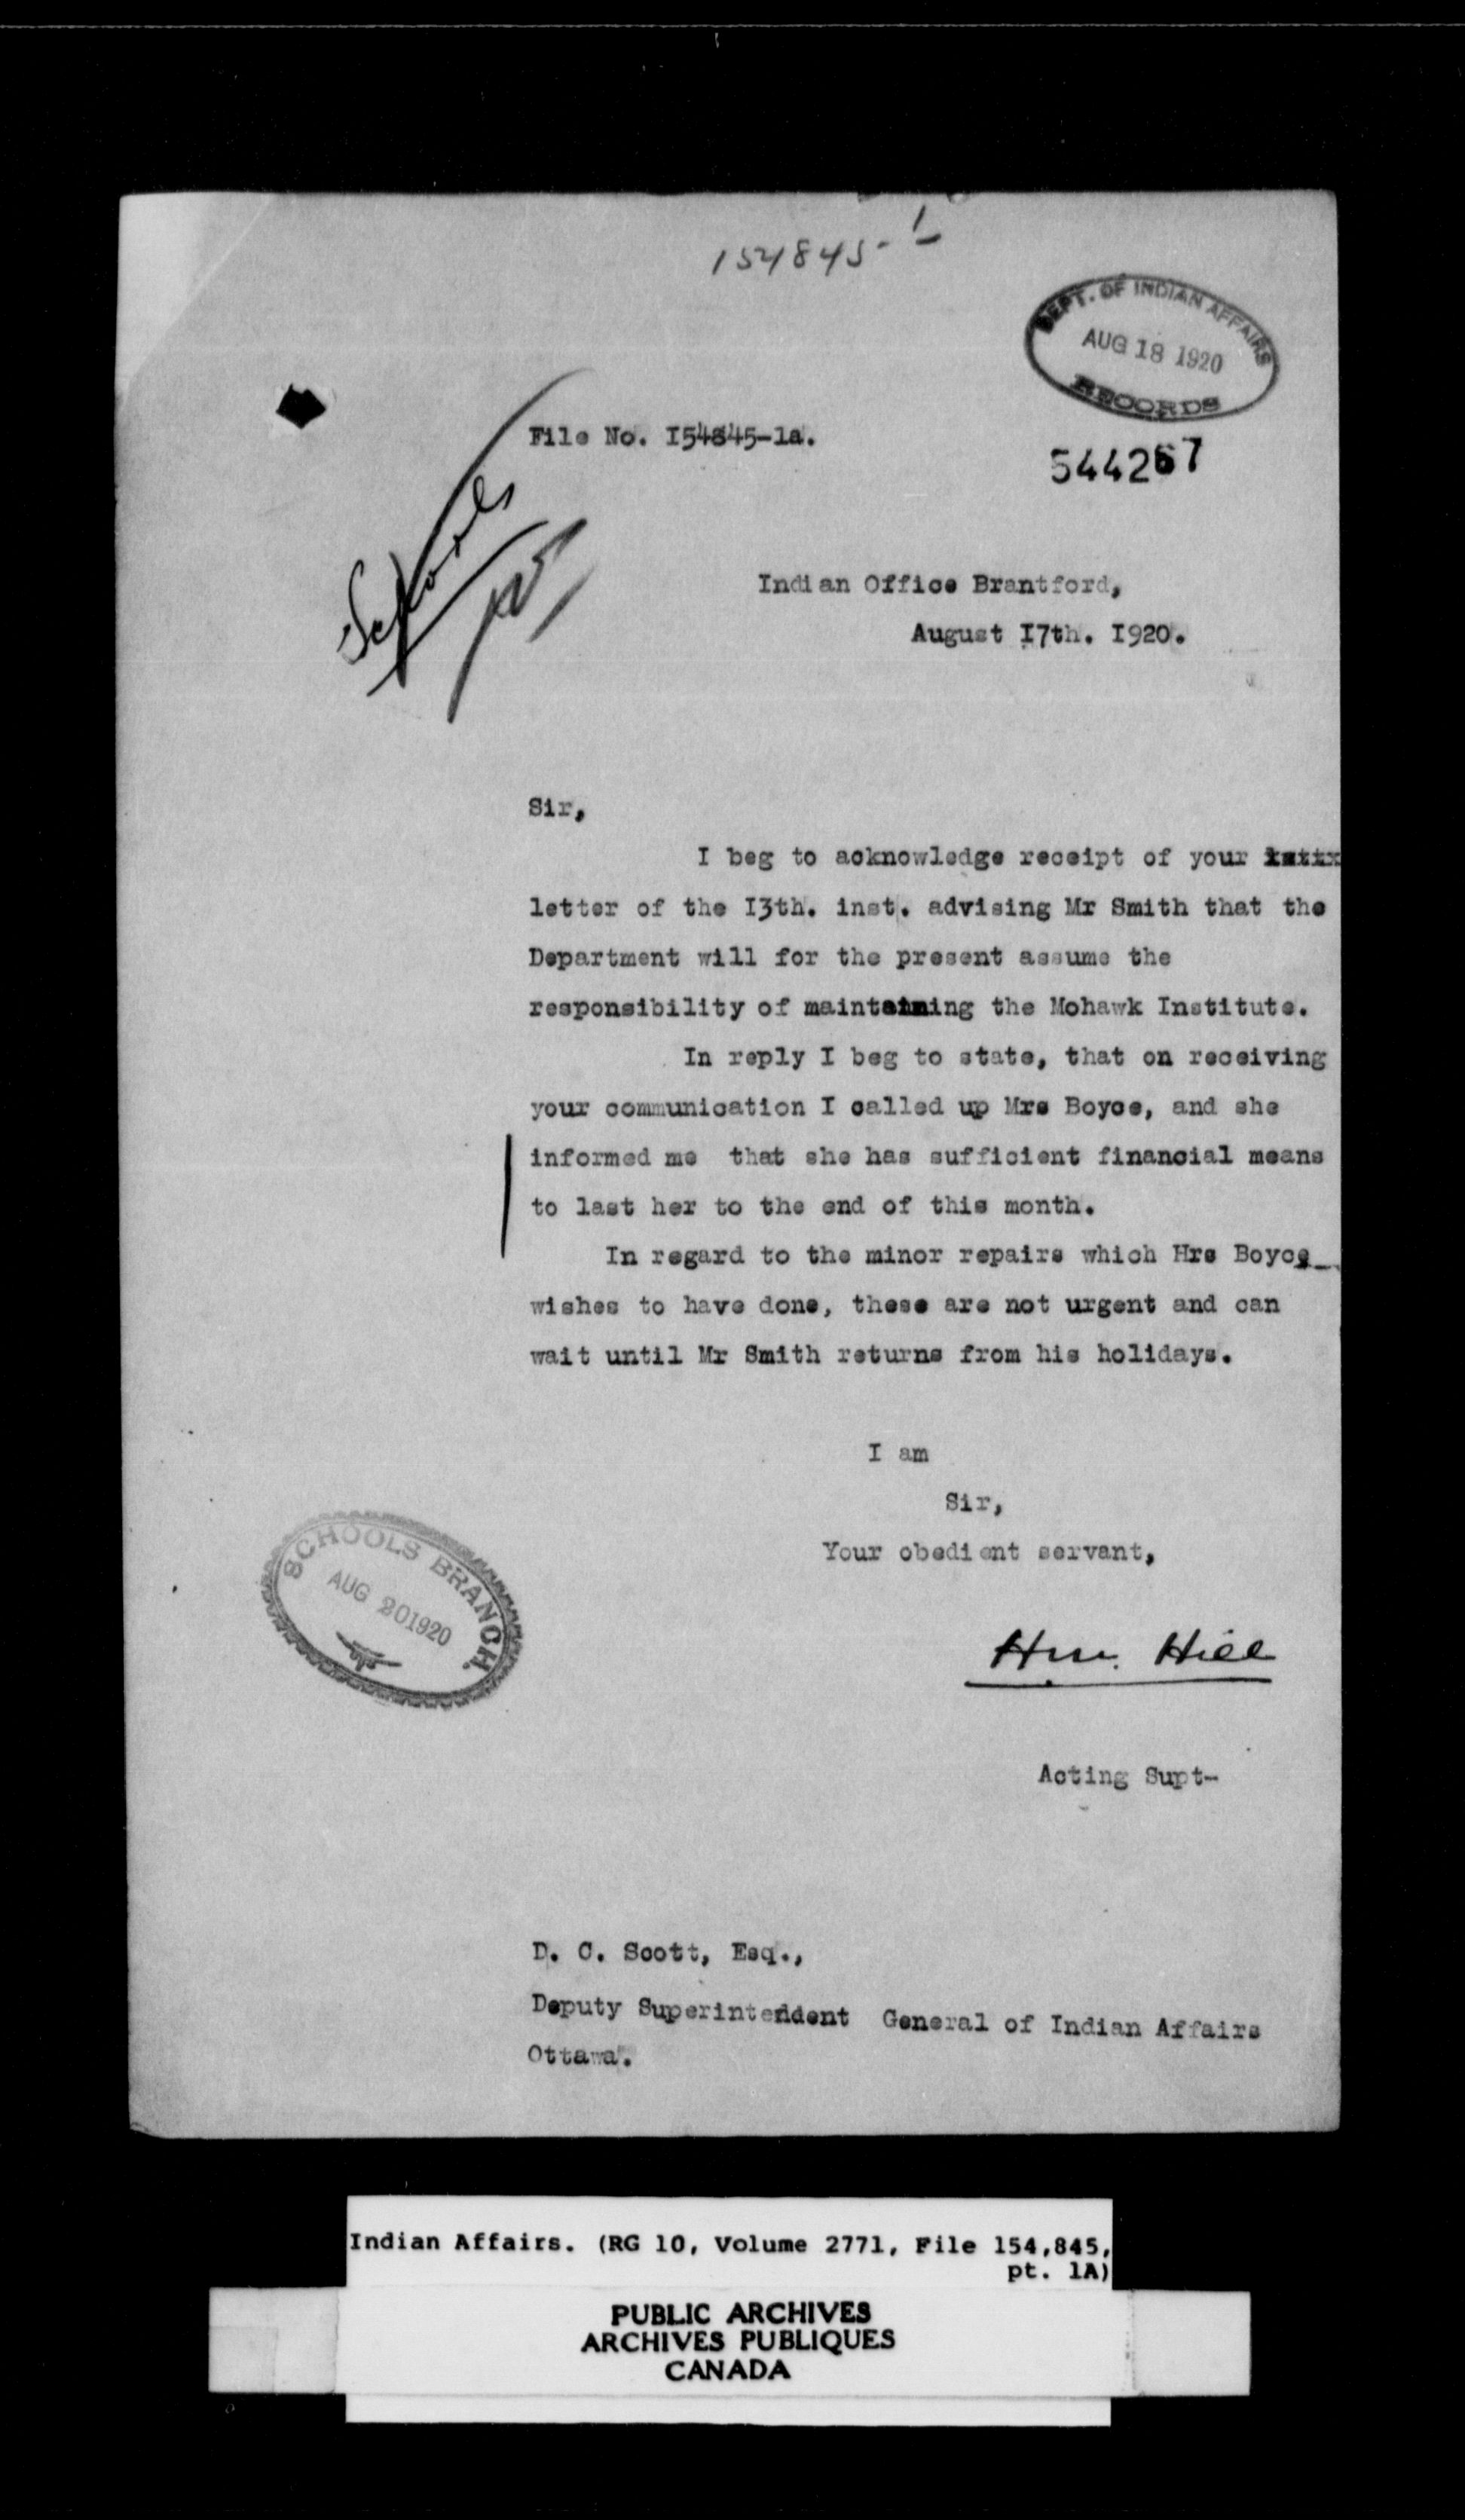 154845-1
DEPT. OF INDIAN AFFAIRS
AUG 18 1920
RECORDS
File No. I54845-1a.
544267
Schools
Indian Office Brantford,
August I7th. I920.
Sir,
I beg to acknowledge receipt of your
letter of the I3th. inst. advising Mr Smith that the
Department will for the present assume the
responsibility of maintaining the Mohawk Institute.
In reply I beg to state, that on receiving
your communication I called up Mrs Boyce, and she
informed me that she has sufficient financial means
to last her to the end of this month.
In regard to the minor repairs which Hrs Boyce
wishes to have done, these are not urgent and can
wait until Mr Smith returns from his holidays.
I am
Sir,
Your obedient servant,
SCHOOLS BRANCH.
AUG 20 1920
Hill
Acting Supt-
D. C. Scott, Esq.,
Deputy Superintendent General of Indian Affairs
Ottawa.
Indian Affairs. (RG 10, Volume 2771, File 154,845,
pt. 1A)
PUBLIC ARCHIVES
ARCHIVES PUBLIQUES
CANADA